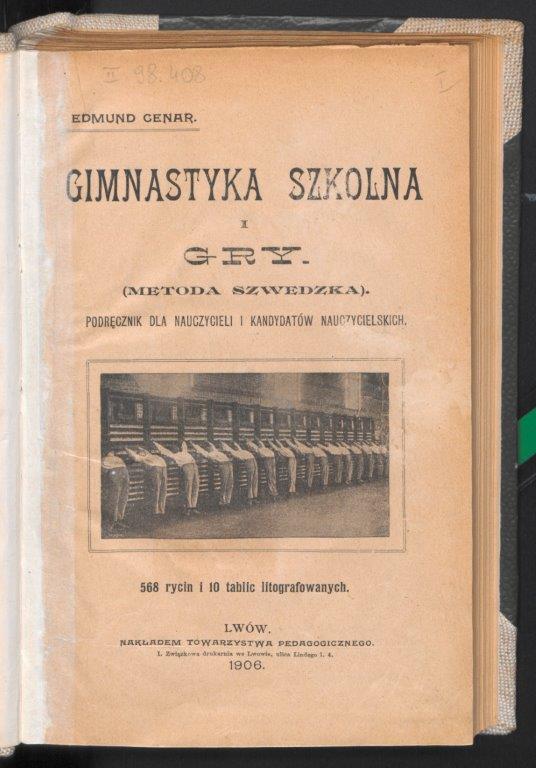 II 98.408
I
EDMUND CENAR.
GIMNASTYKA SZKOLNA
I
GRY.
(METODA SZWEDZKA).
PODRĘCZNIK DLA NAUCZYCIELI I KANDYDATÓW NAUCZYCIELSKICH.
568 rycin i 10 tablic litografowanych.
LWÓW.
NAKŁADEM TOWARZYSTWA PEDAGOGICZNEGO.
I. Związkowa drukarnia we Lwowie, ulica Lindego l. 4.
1906.